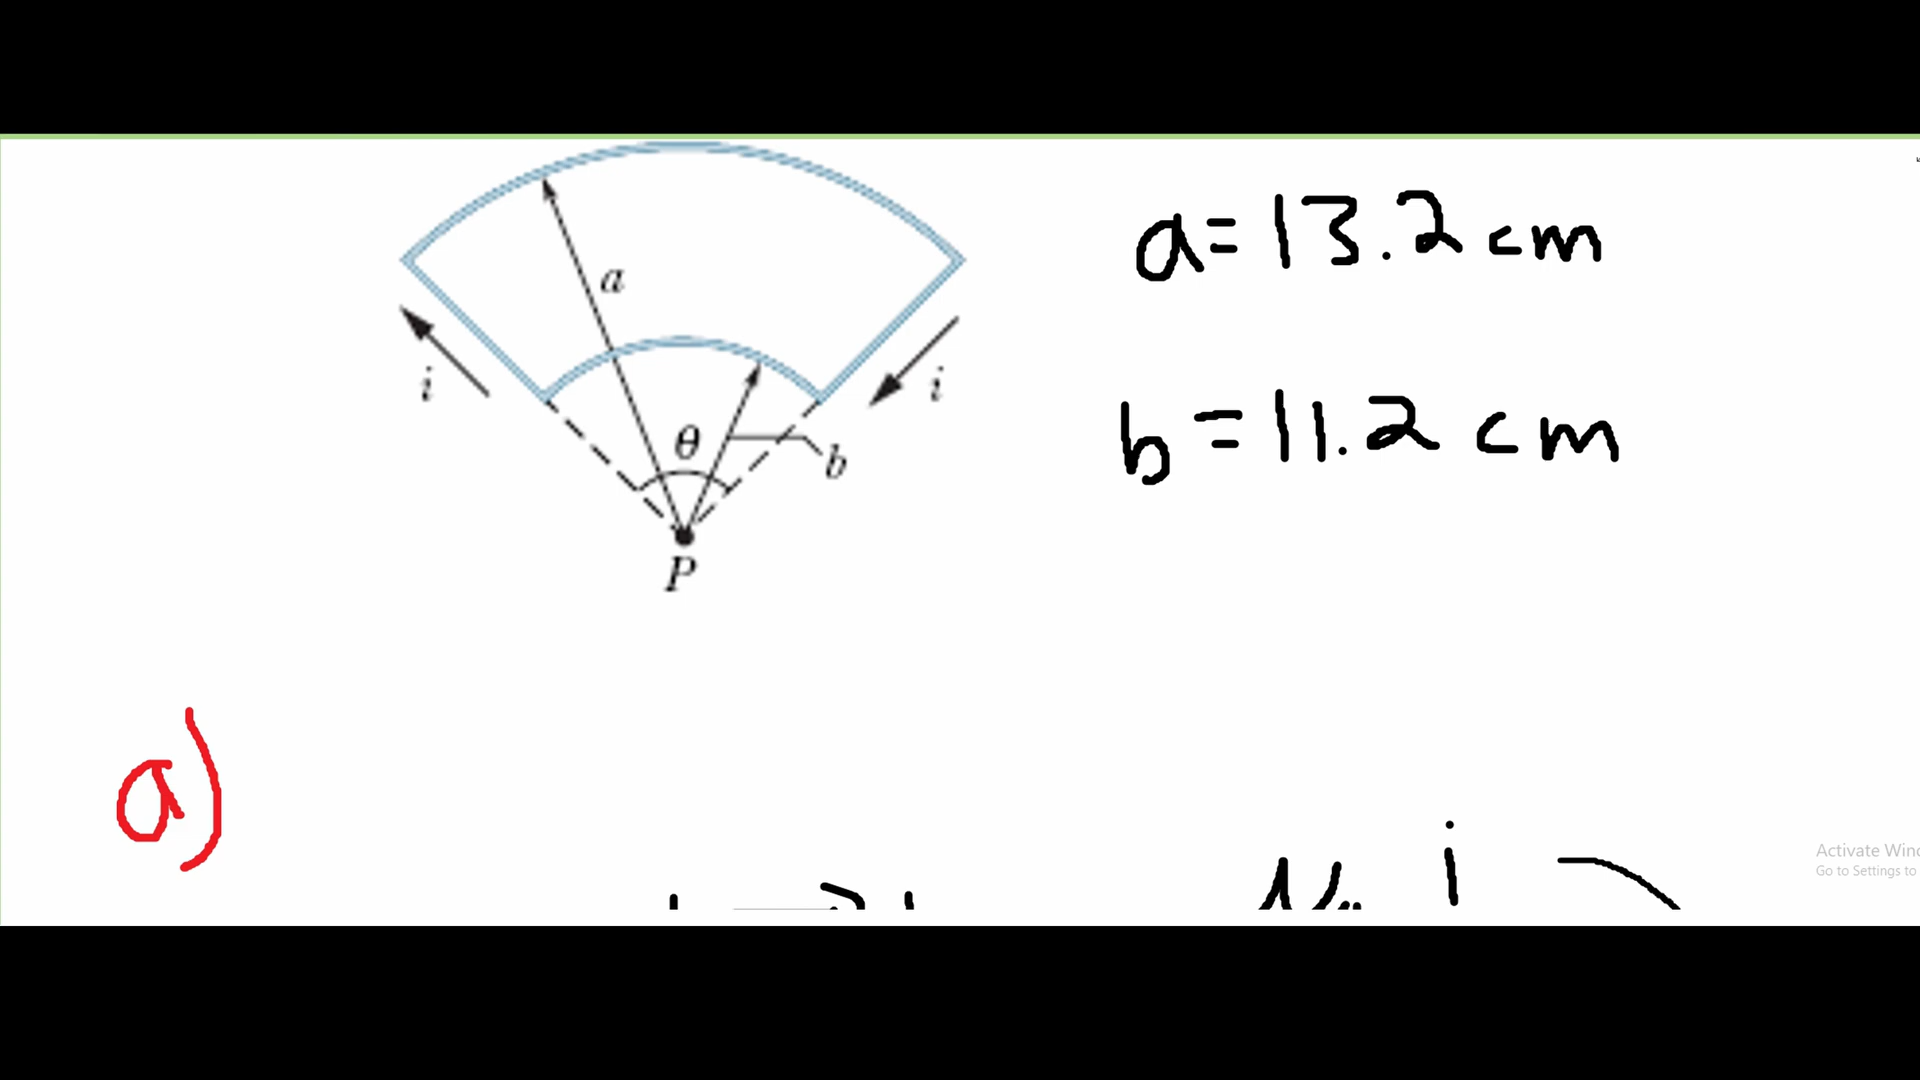 a
i
i
θ
b
P
a = 13.2 cm
b = 11.2 cm
a)
i
Activate Win
Go to Settings to